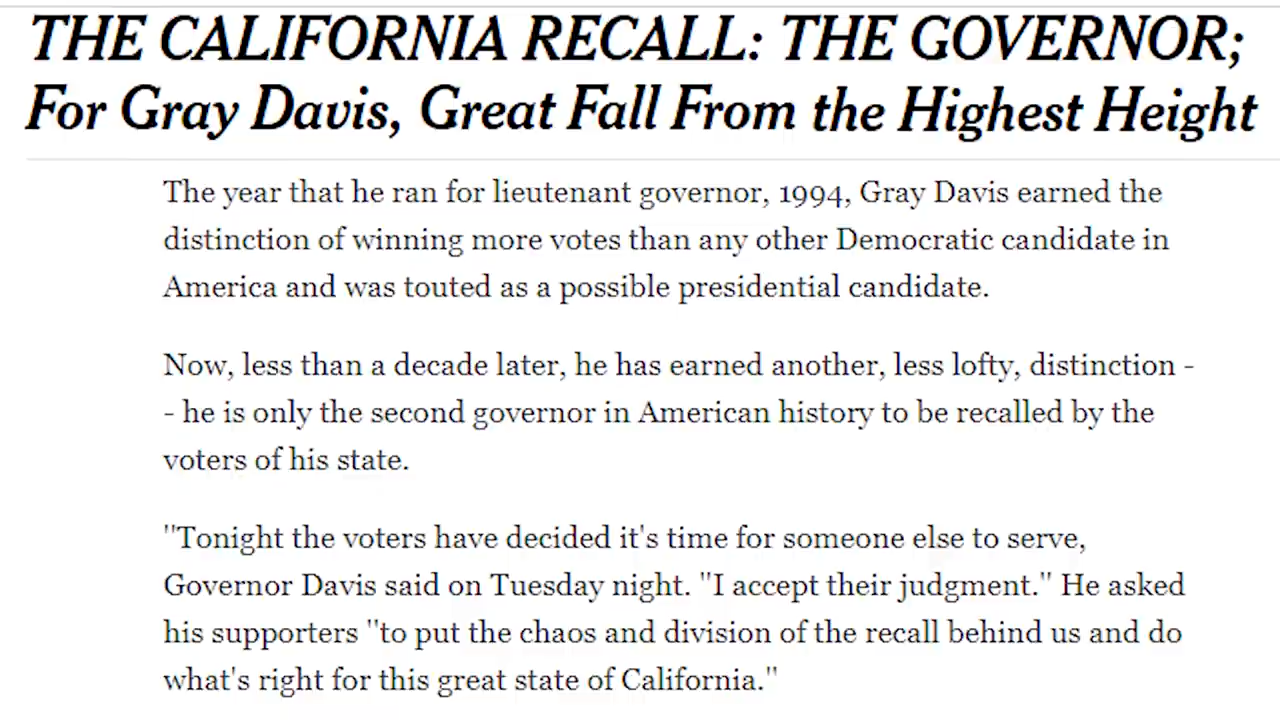 THE CALIFORNIA RECALL: THE GOVERNOR;
For Gray Davis, Great Fall From the Highest Height
The year that he ran for lieutenant governor, 1994, Gray Davis earned the
distinction of winning more votes than any other Democratic candidate in
America and was touted as a possible presidential candidate.
Now, less than a decade later, he has earned another, less lofty, distinction -
- he is only the second governor in American history to be recalled by the
voters of his state.
"Tonight the voters have decided it's time for someone else to serve,
Governor Davis said on Tuesday night. "I accept their judgment." He asked
his supporters "to put the chaos and division of the recall behind us and do
what's right for this great state of California."